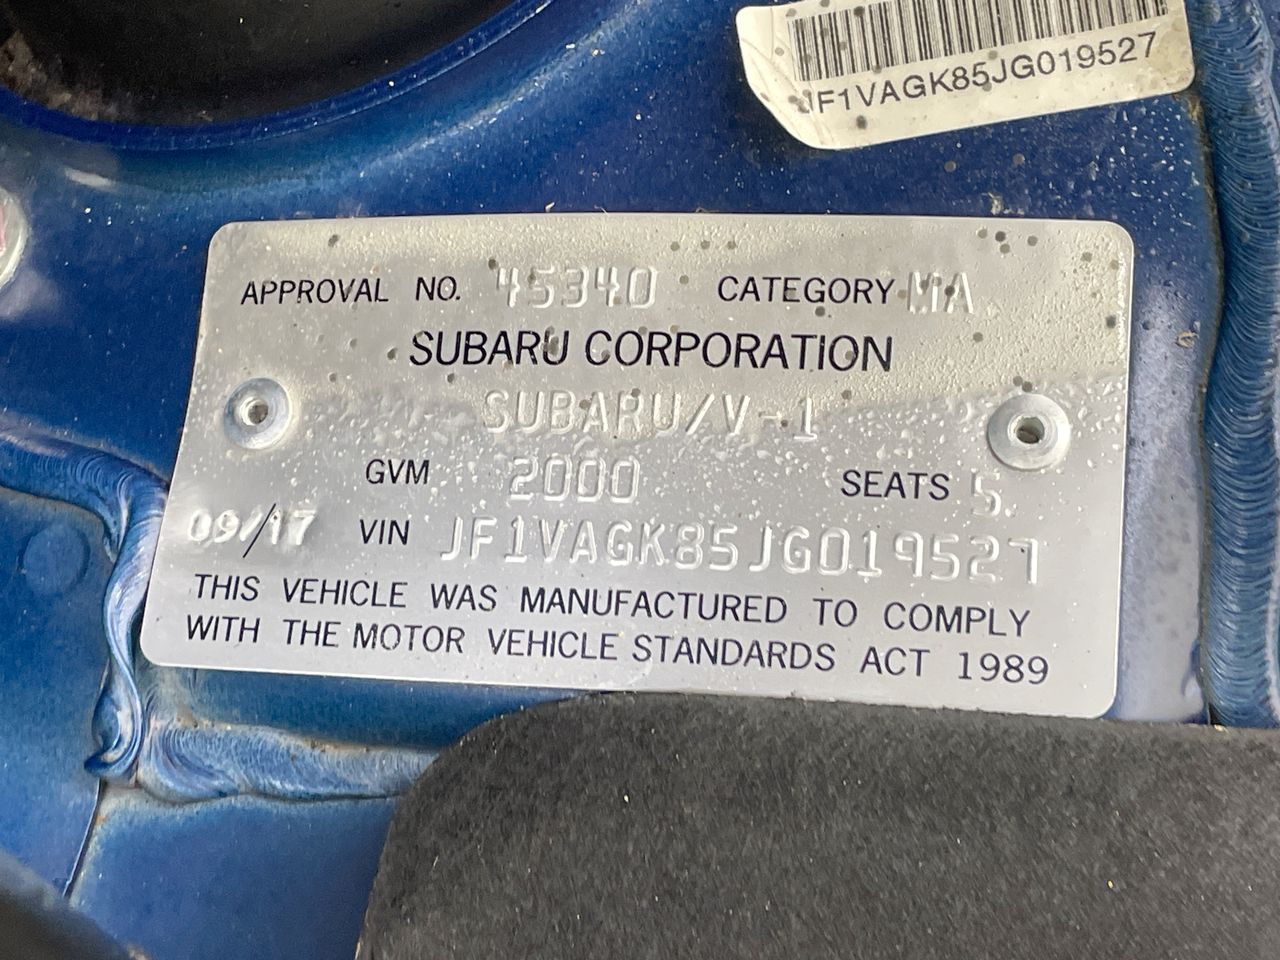 JF1VAGK85JG019527
APPROVAL NO. 45340 CATEGORY MA
SUBARU CORPORATION
SUBARU/V-1
GVM 2000 SEATS 5.
09/17 VIN JF1VAGK85JG019527
THIS VEHICLE WAS MANUFACTURED TO COMPLY
WITH THE MOTOR VEHICLE STANDARDS ACT 1989